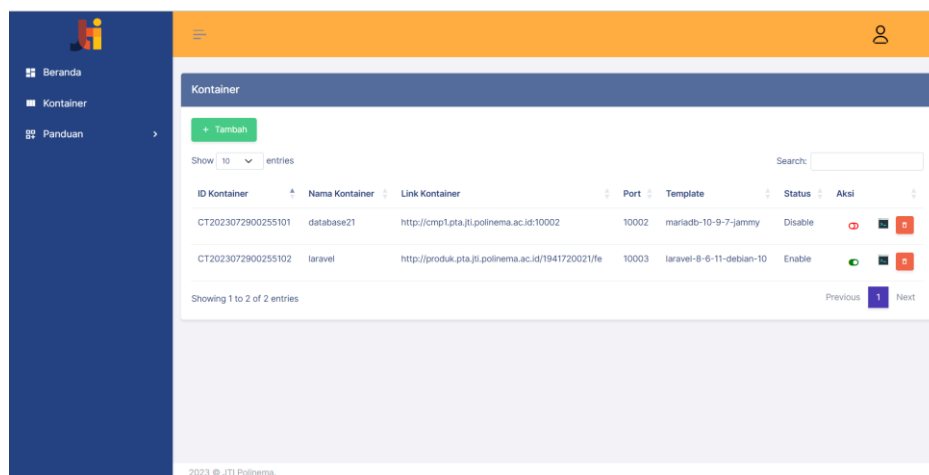 Jti
Beranda
Kontainer
Panduan
Kontainer
+ Tambah
Show 10 entries
Search:
ID Kontainer Nama Kontainer Link Kontainer Port Template Status Aksi
CT2023072900255101 database21 http://cmp1.pta.jti.polinema.ac.id:10002 10002 mariadb-10-9-7-jammy Disable
CT2023072900255102 laravel http://produk.pta.jti.polinema.ac.id/1941720021/fe 10003 laravel-8-6-11-debian-10 Enable
Showing 1 to 2 of 2 entries
Previous 1 Next
2023 © JTI Polinema.